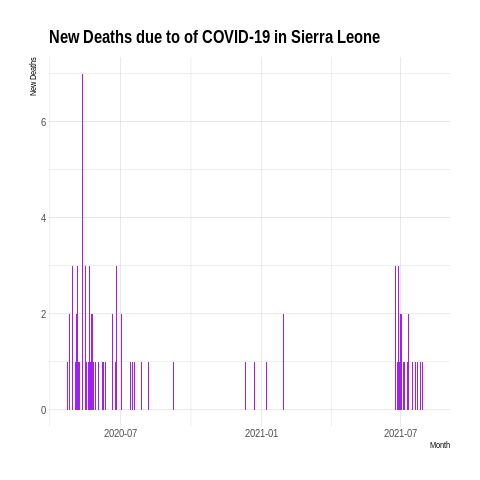 New Deaths due to of COVID-19 in Sierra Leone
New Deaths
6
4
2
0
2020-07
2021-01
2021-07
Month